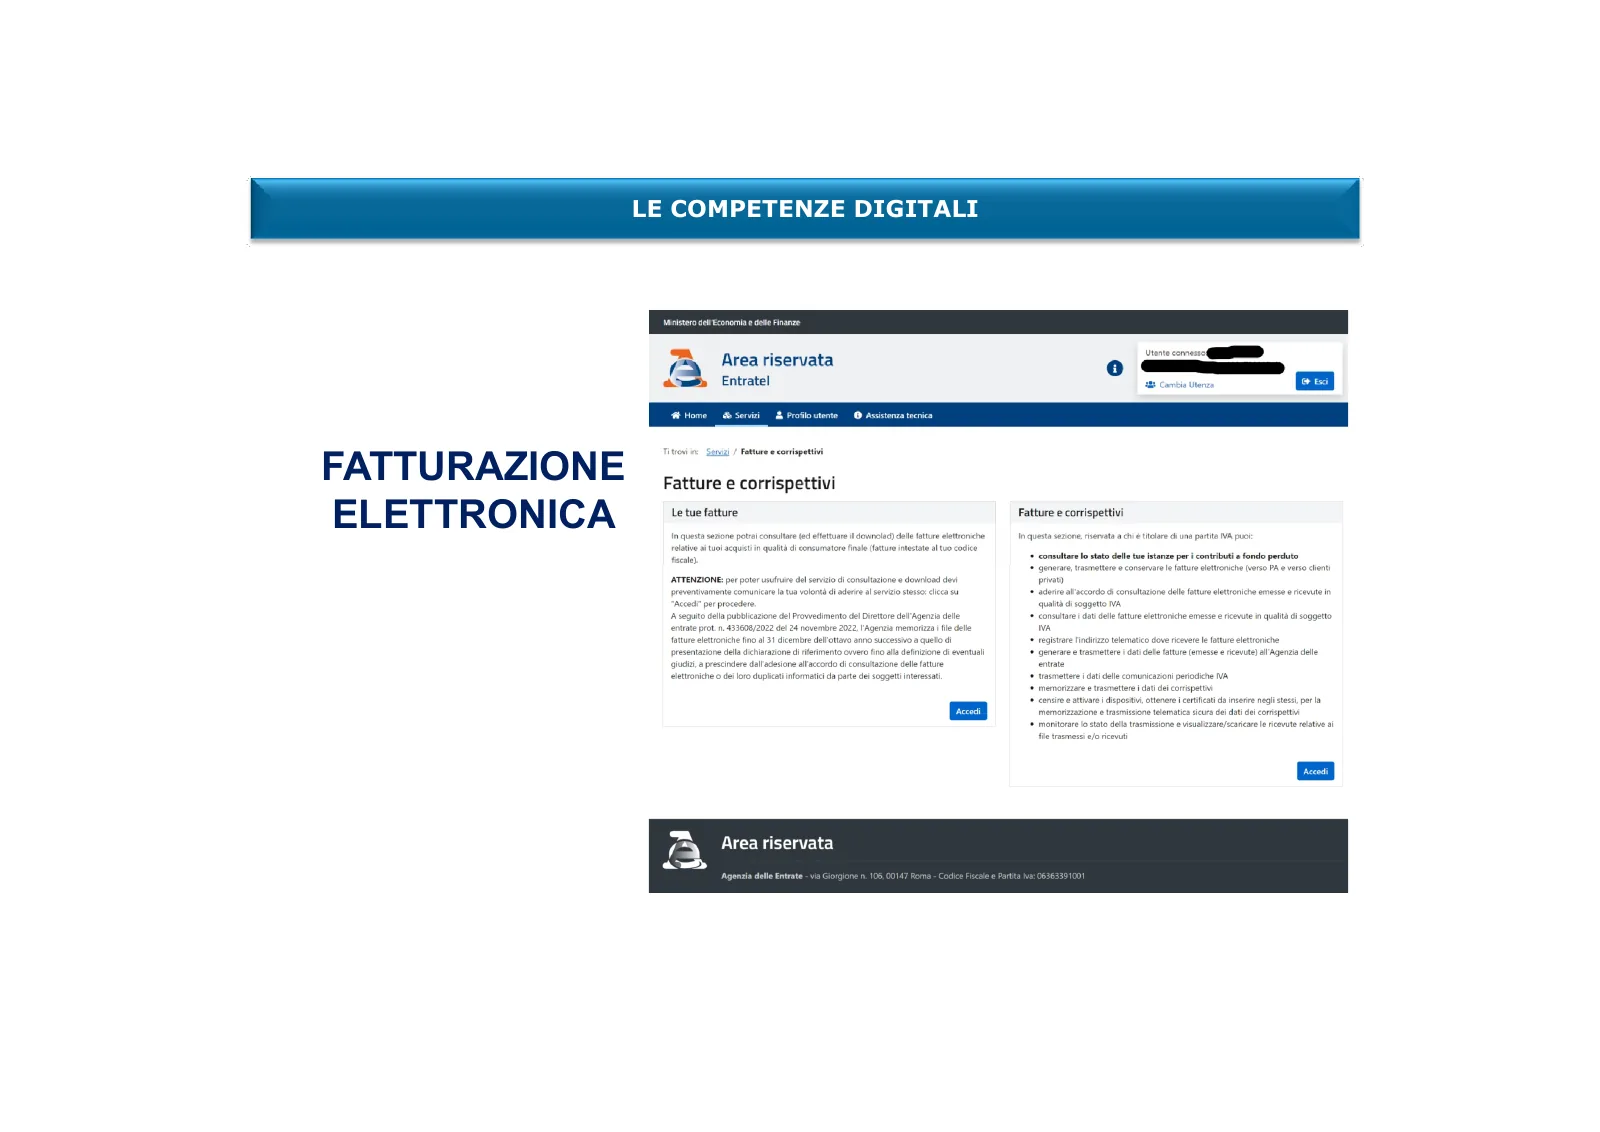 LE COMPETENZE DIGITALI
FATTURAZIONE
ELETTRONICA
Ministero dell'Economia e delle Finanze
Area riservata
Entratel
Utente connesso
Cambia Utenza
Esci
Home Servizi Profilo utente Assistenza tecnica
Ti trovi in: Servizi / Fatture e corrispettivi
Fatture e corrispettivi
Le tue fatture
In questa sezione potrai consultare (ed effettuare il downolad) delle fatture elettroniche
relative ai tuoi acquisti in qualità di consumatore finale (fatture intestate al tuo codice
fiscale).
ATTENZIONE: per poter usufruire del servizio di consultazione e download devi
preventivamente comunicare la tua volontà di aderire al servizio stesso: clicca su
"Accedi" per procedere.
A seguito della pubblicazione del Provvedimento del Direttore dell'Agenzia delle
entrate prot. n. 433608/2022 del 24 novembre 2022, l'Agenzia memorizza i file delle
fatture elettroniche fino al 31 dicembre dell'ottavo anno successivo a quello di
presentazione della dichiarazione di riferimento ovvero fino alla definizione di eventuali
giudizi, a prescindere dall'adesione all'accordo di consultazione delle fatture
elettroniche o dei loro duplicati informatici da parte dei soggetti interessati.
Accedi
Fatture e corrispettivi
In questa sezione, riservata a chi è titolare di una partita IVA puoi:
• consultare lo stato delle tue istanze per i contributi a fondo perduto
• generare, trasmettere e conservare le fatture elettroniche (verso PA e verso clienti
privati)
• aderire all'accordo di consultazione delle fatture elettroniche emesse e ricevute in
qualità di soggetto IVA
• consultare i dati delle fatture elettroniche emesse e ricevute in qualità di soggetto
IVA
• registrare l'indirizzo telematico dove ricevere le fatture elettroniche
• generare e trasmettere i dati delle fatture (emesse e ricevute) all'Agenzia delle
entrate
• trasmettere i dati delle comunicazioni periodiche IVA
• memorizzare e trasmettere i dati dei corrispettivi
• censire e attivare i dispositivi, ottenere i certificati da inserire negli stessi, per la
memorizzazione e trasmissione telematica sicura dei dati dei corrispettivi
• monitorare lo stato della trasmissione e visualizzare/scaricare le ricevute relative ai
file trasmessi e/o ricevuti
Accedi
Area riservata
Agenzia delle Entrate - via Giorgione n. 106, 00147 Roma - Codice Fiscale e Partita Iva: 06363391001